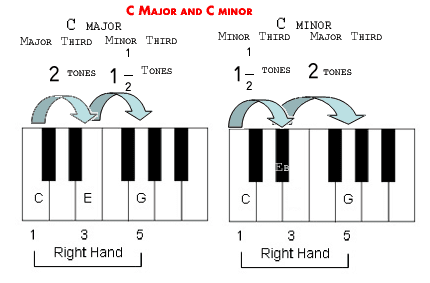 C Major and C minor
C MAJOR
Major Third Minor Third
2 TONES 1 1/2 Tones
C E G
1 3 5
Right Hand
C MINOR
Minor Third Major Third
1 1/2 TONES 2 TONES
Eb
C G
1 3 5
Right Hand